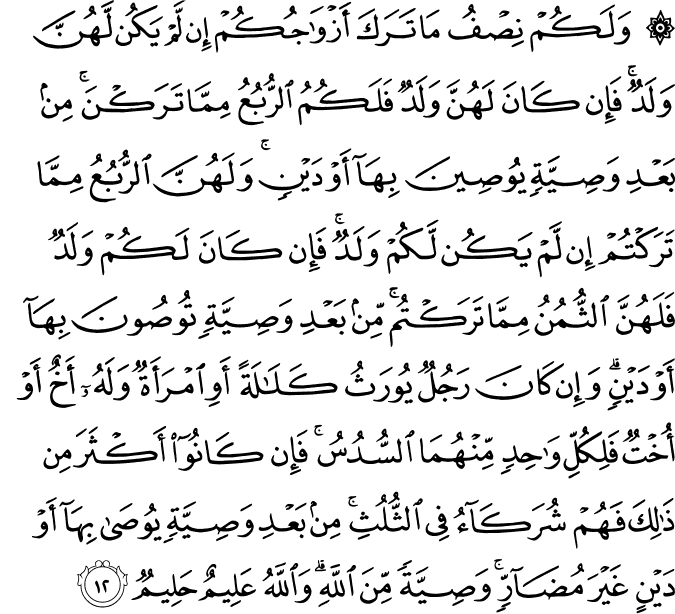 ۞ وَلَكُمْ نِصْفُ مَا تَرَكَ أَزْوَٰجُكُمْ إِن لَّمْ يَكُن لَّهُنَّ
وَلَدٌ ۚ فَإِن كَانَ لَهُنَّ وَلَدٌ فَلَكُمُ ٱلرُّبُعُ مِمَّا تَرَكْنَ ۚ مِنۢ
بَعْدِ وَصِيَّةٍ يُوصِينَ بِهَآ أَوْ دَيْنٍ ۚ وَلَهُنَّ ٱلرُّبُعُ مِمَّا
تَرَكْتُمْ إِن لَّمْ يَكُن لَّكُمْ وَلَدٌ ۚ فَإِن كَانَ لَكُمْ وَلَدٌ
فَلَهُنَّ ٱلثُّمُنُ مِمَّا تَرَكْتُم ۚ مِّنۢ بَعْدِ وَصِيَّةٍ تُوصُونَ بِهَآ
أَوْ دَيْنٍ ۗ وَإِن كَانَ رَجُلٌ يُورَثُ كَلَٰلَةً أَوِ ٱمْرَأَةٌ وَلَهُۥٓ أَخٌ أَوْ
أُخْتٌ فَلِكُلِّ وَٰحِدٍ مِّنْهُمَا ٱلسُّدُسُ ۚ فَإِن كَانُوٓا۟ أَكْثَرَ مِن
ذَٰلِكَ فَهُمْ شُرَكَآءُ فِى ٱلثُّلُثِ ۚ مِنۢ بَعْدِ وَصِيَّةٍ يُوصَىٰ بِهَآ أَوْ
دَيْنٍ غَيْرَ مُضَآرٍّ ۚ وَصِيَّةً مِّنَ ٱللَّهِ ۗ وَٱللَّهُ عَلِيمٌ حَلِيمٌ ١٢